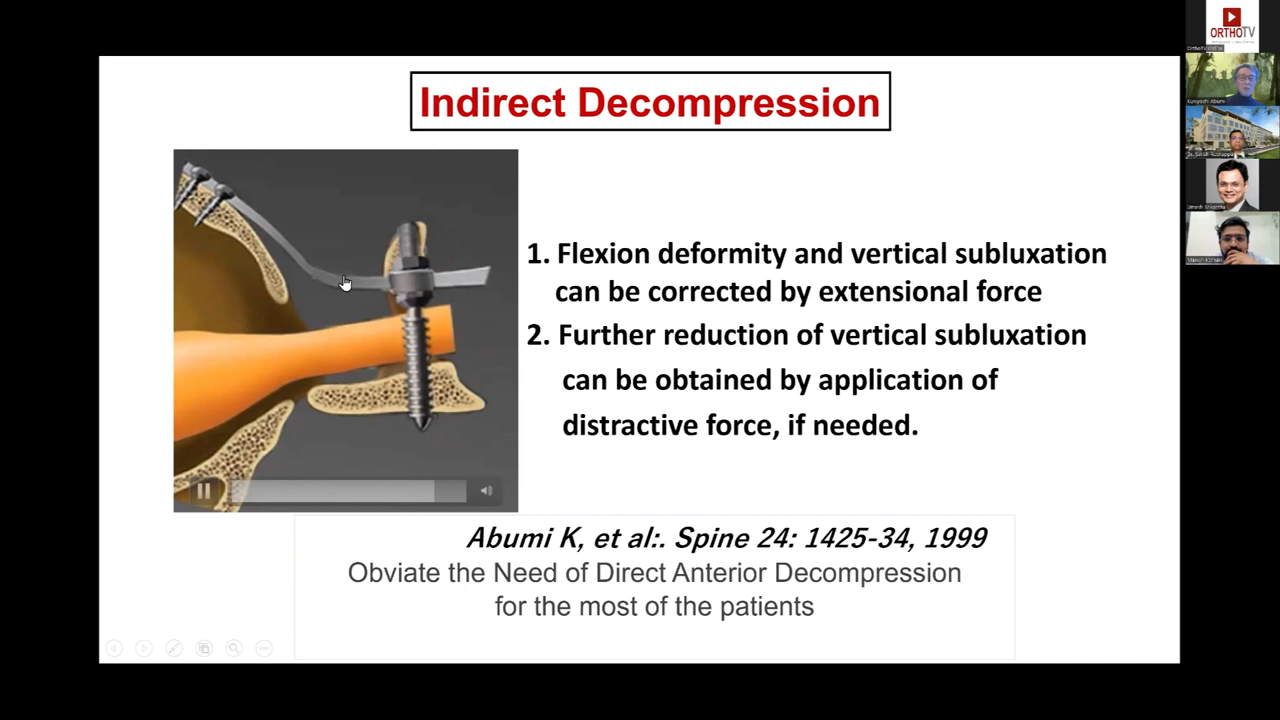 Indirect Decompression
1. Flexion deformity and vertical subluxation
can be corrected by extensional force
2. Further reduction of vertical subluxation
can be obtained by application of
distractive force, if needed.
Abumi K, et al:. Spine 24: 1425-34, 1999
Obviate the Need of Direct Anterior Decompression
for the most of the patients
ORTHOTV
Kuniyoshi Abumi